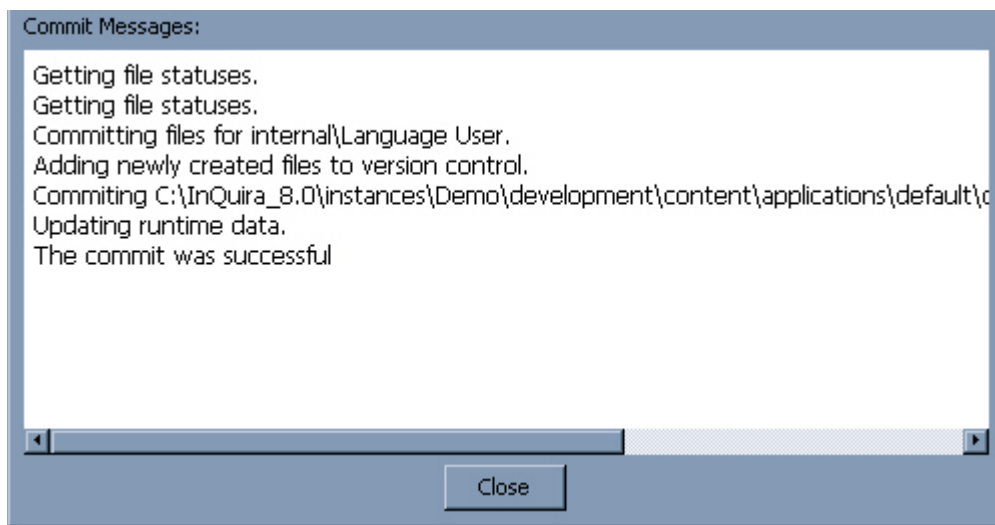 Commit Messages:
Getting file statuses.
Getting file statuses.
Committing files for internal\Language User.
Adding newly created files to version control.
Commiting C:\InQuira_8.0\instances\Demo\development\content\applications\default\
Updating runtime data.
The commit was successful
Close